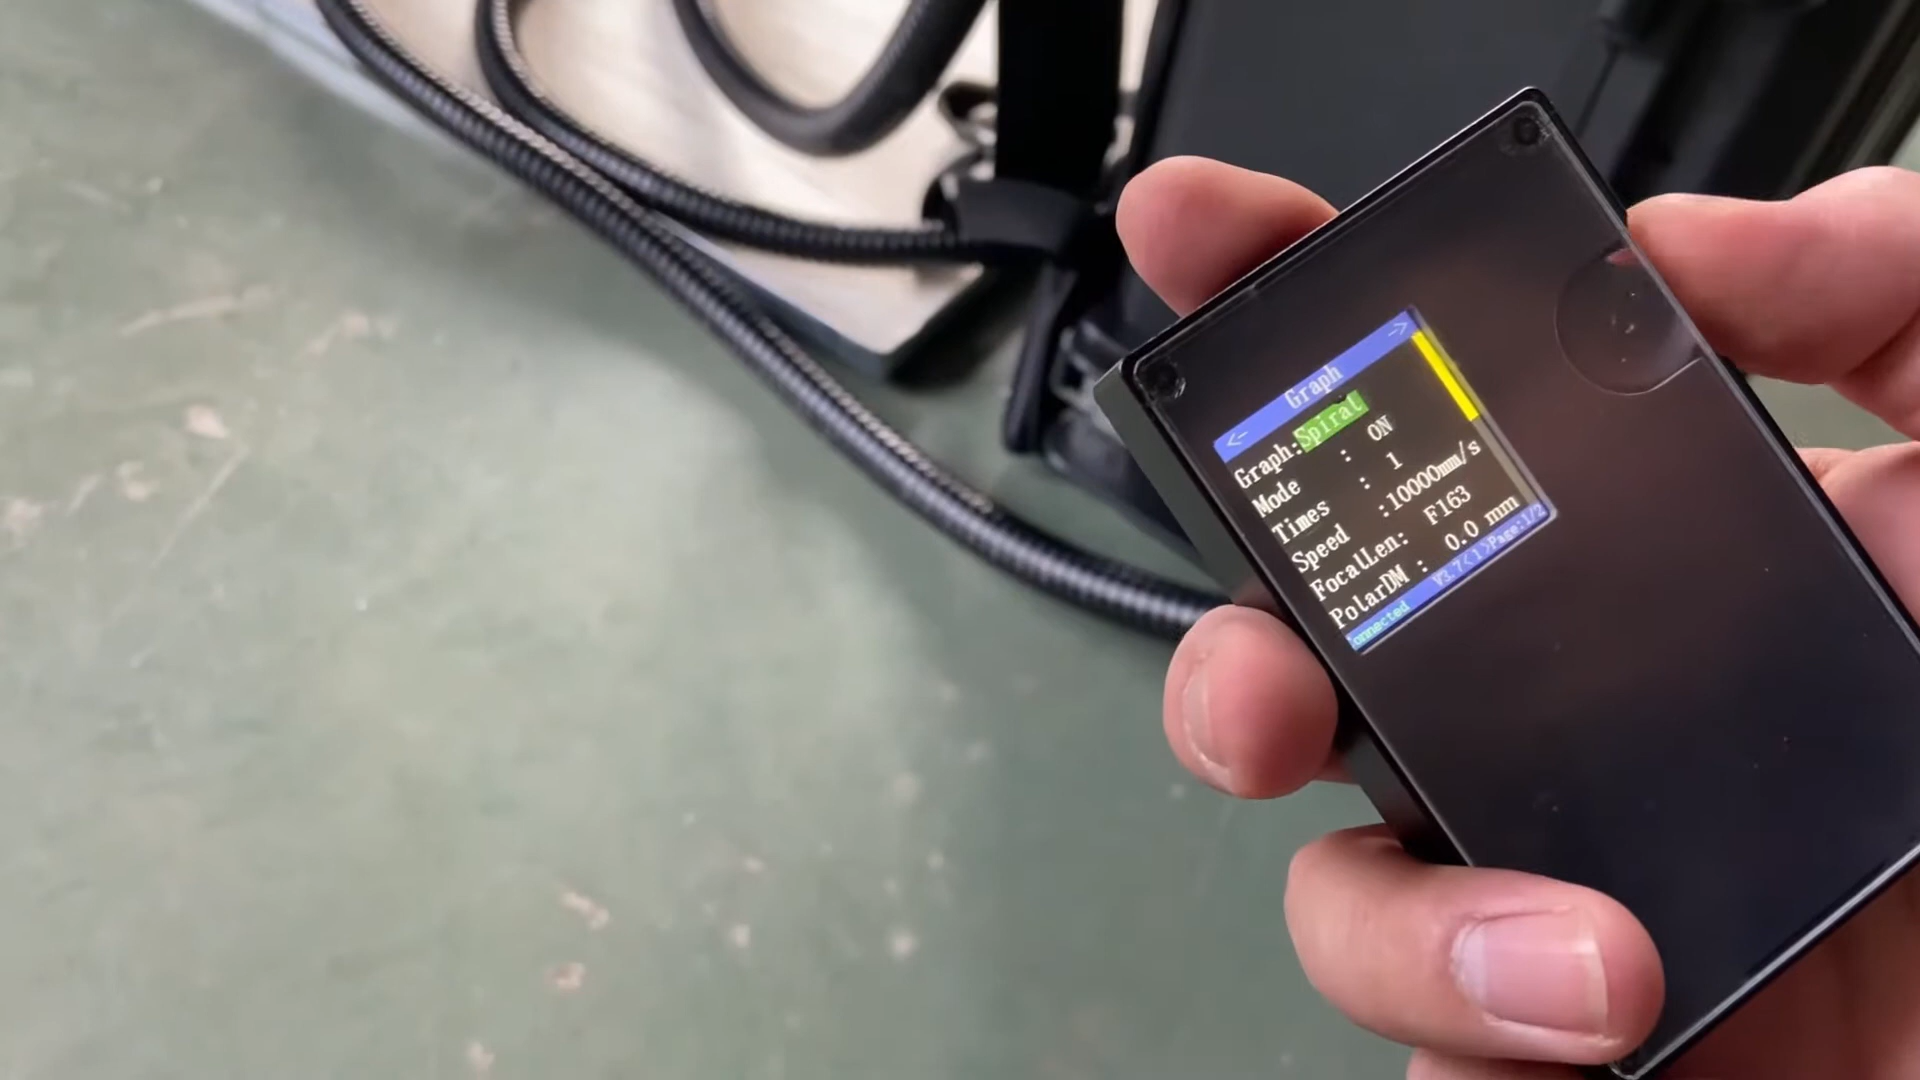 <- Graph ->
Graph:Spiral
Mode : ON
Times : 1
Speed :10000mm/s
FocalLen: F163
PolarDM : 0.0 mm
Connected V3.7<1>Page:1/2